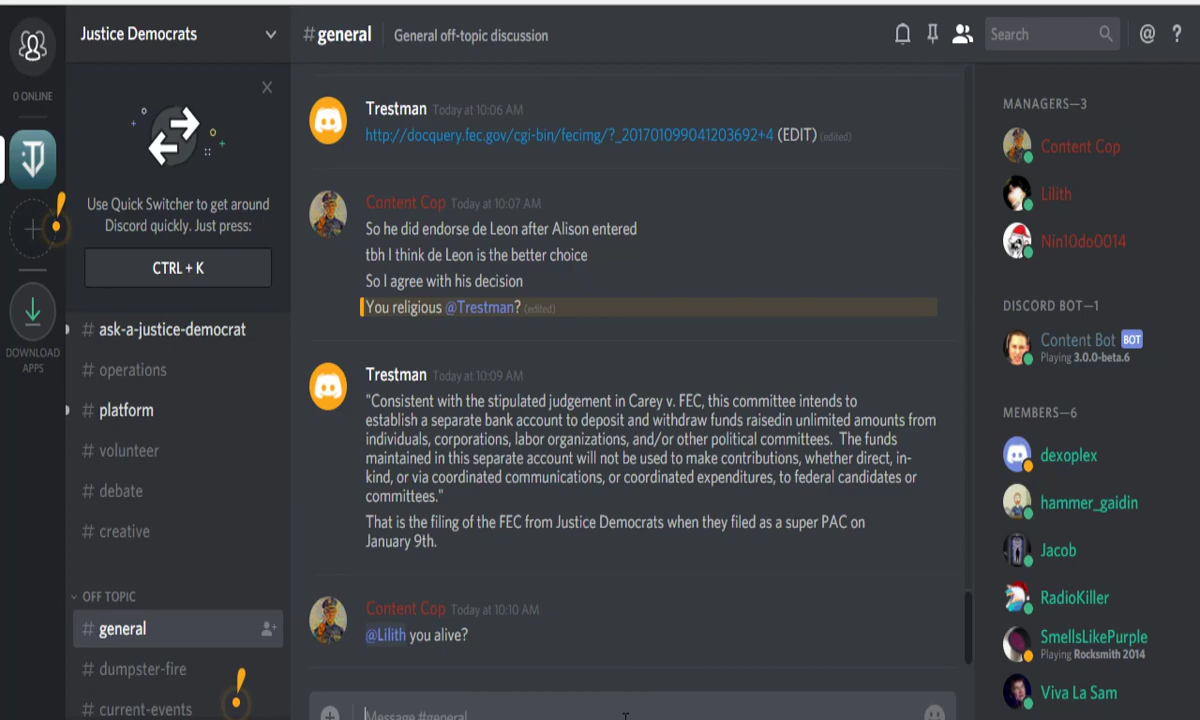 0 ONLINE
DOWNLOAD
APPS
Justice Democrats
Use Quick Switcher to get around
Discord quickly. Just press:
CTRL + K
# ask-a-justice-democrat
# operations
# platform
# volunteer
# debate
# creative
OFF TOPIC
# general
# dumpster-fire
# current-events
#general
General off-topic discussion
Search
@
?
Trestman Today at 10:06 AM
http://docquery.fec.gov/cgi-bin/fecimg/?_201701099041203692+4 (EDIT) (edited)
Content Cop Today at 10:07 AM
So he did endorse de Leon after Alison entered
tbh I think de Leon is the better choice
So I agree with his decision
You religious @Trestman? (edited)
Trestman Today at 10:09 AM
"Consistent with the stipulated judgement in Carey v. FEC, this committee intends to
establish a separate bank account to deposit and withdraw funds raisedin unlimited amounts from
individuals, corporations, labor organizations, and/or other political committees. The funds
maintained in this separate account will not be used to make contributions, whether direct, in-
kind, or via coordinated communications, or coordinated expenditures, to federal candidates or
committees."
That is the filing of the FEC from Justice Democrats when they filed as a super PAC on
January 9th.
Content Cop Today at 10:10 AM
@Lilith you alive?
Message #general
MANAGERS—3
Content Cop
Lilith
Nin10do0014
DISCORD BOT—1
Content Bot BOT
Playing 3.0.0-beta.6
MEMBERS—6
dexoplex
hammer_gaidin
Jacob
RadioKiller
SmellsLikePurple
Playing Rocksmith 2014
Viva La Sam